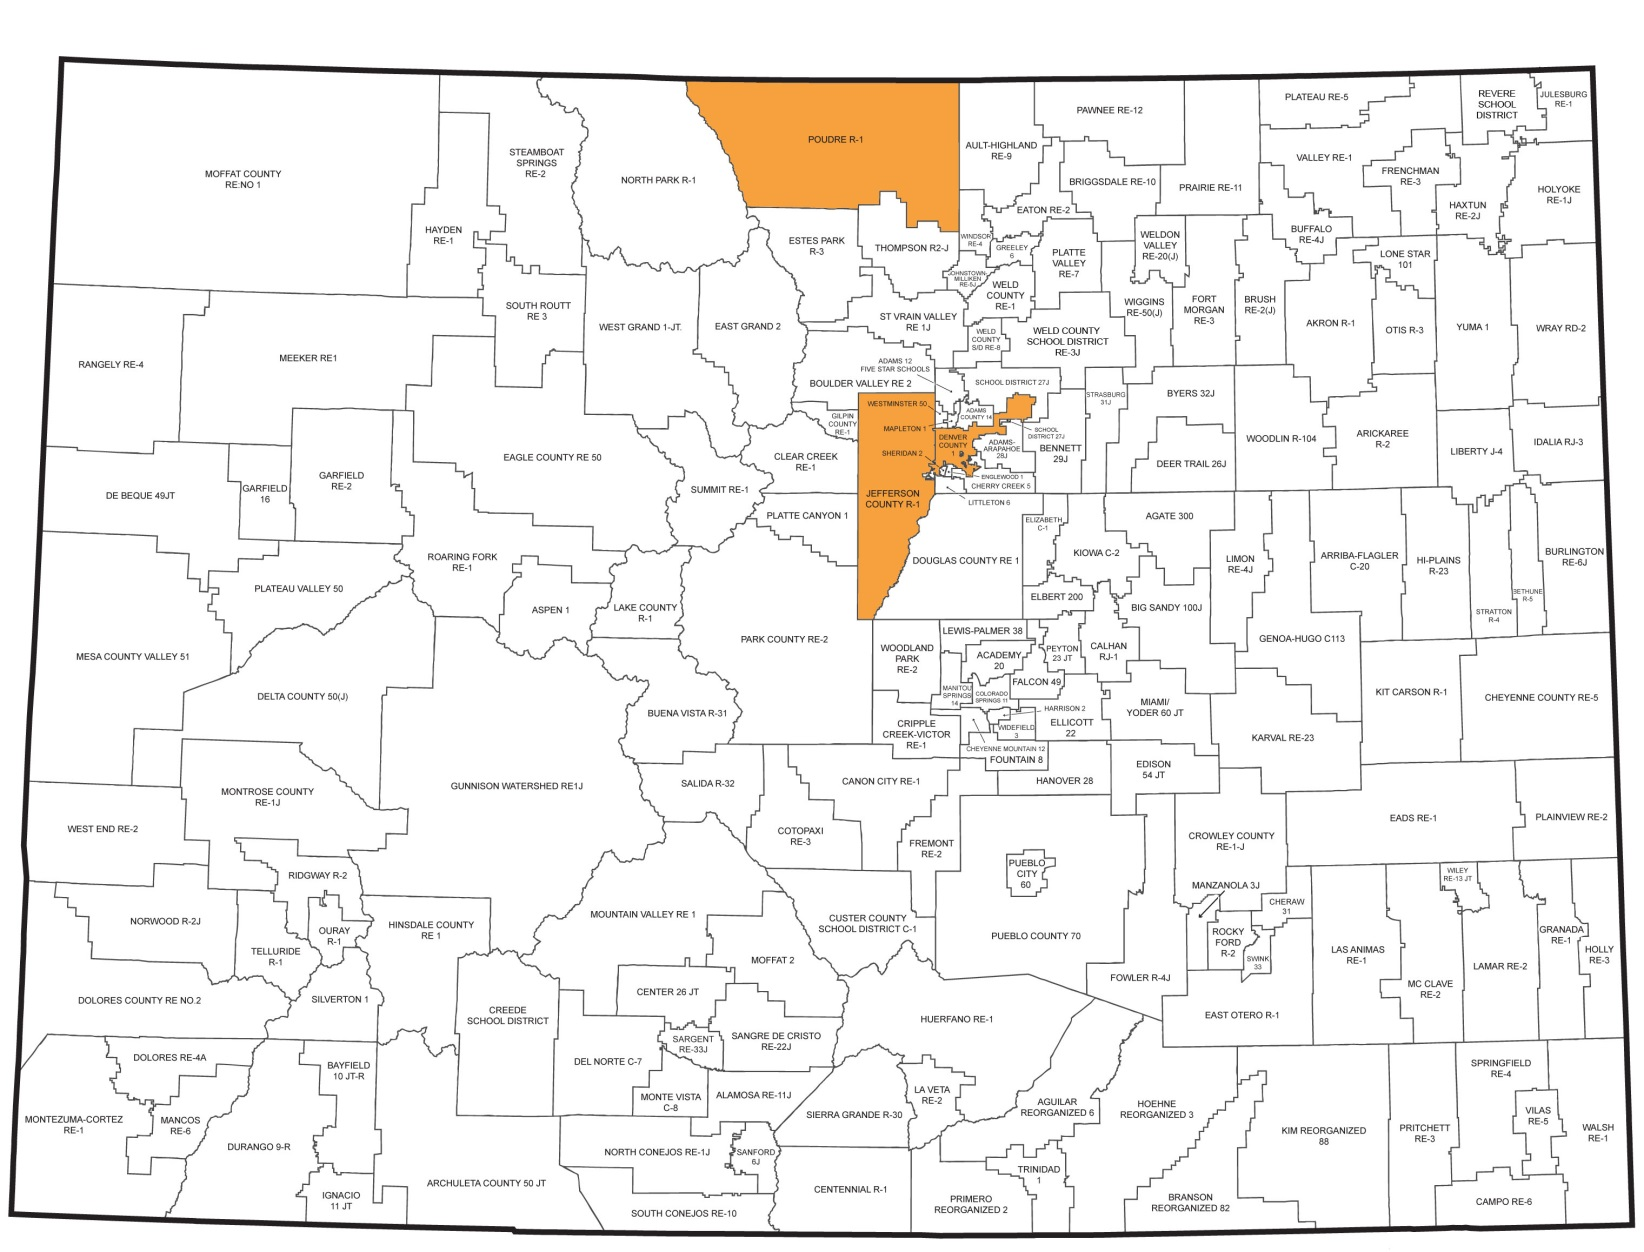 PLATEAU RE-5
REVERE
SCHOOL
DISTRICT
JULESBURG
RE-1
PAWNEE RE-12
POUDRE R-1
AULT-HIGHLAND
RE-9
STEAMBOAT
SPRINGS
RE-2
MOFFAT COUNTY
RE:NO 1
NORTH PARK R-1
VALLEY RE-1
FRENCHMAN
RE-3
BRIGGSDALE RE-10
PRAIRIE RE-11
HOLYOKE
RE-1J
HAXTUN
RE-2J
EATON RE-2
HAYDEN
RE-1
ESTES PARK
R-3
THOMPSON R2-J
WINDSOR
RE-4
GREELEY
6
PLATTE
VALLEY
RE-7
WELDON
VALLEY
RE-20(J)
BUFFALO
RE-4J
LONE STAR
101
JOHNSTOWN-
MILLIKEN
RE-5J
WELD
COUNTY
RE-1
SOUTH ROUTT
RE 3
WEST GRAND 1-JT.
EAST GRAND 2
ST VRAIN VALLEY
RE 1J
WELD
COUNTY
S/D RE-8
WELD COUNTY
SCHOOL DISTRICT
RE-3J
WIGGINS
RE-50(J)
FORT
MORGAN
RE-3
BRUSH
RE-2(J)
AKRON R-1
OTIS R-3
YUMA 1
WRAY RD-2
RANGELY RE-4
MEEKER RE1
ADAMS 12
FIVE STAR SCHOOLS
BOULDER VALLEY RE 2
SCHOOL DISTRICT 27J
STRASBURG
31J
BYERS 32J
WESTMINSTER 50
ADAMS
COUNTY 14
GILPIN
COUNTY
RE-1
MAPLETON 1
SCHOOL
DISTRICT 27J
DENVER
COUNTY
1
ADAMS-
ARAPAHOE
28J
BENNETT
29J
SHERIDAN 2
WOODLIN R-104
ARICKAREE
R-2
LIBERTY J-4
IDALIA RJ-3
EAGLE COUNTY RE 50
CLEAR CREEK
RE-1
DEER TRAIL 26J
ENGLEWOOD 1
CHERRY CREEK 5
LITTLETON 6
DE BEQUE 49JT
GARFIELD
16
GARFIELD
RE-2
SUMMIT RE-1
JEFFERSON
COUNTY R-1
PLATTE CANYON 1
ELIZABETH
C-1
AGATE 300
ROARING FORK
RE-1
DOUGLAS COUNTY RE 1
KIOWA C-2
LIMON
RE-4J
ARRIBA-FLAGLER
C-20
HI-PLAINS
R-23
BURLINGTON
RE-6J
BETHUNE
R-5
STRATTON
R-4
PLATEAU VALLEY 50
ASPEN 1
LAKE COUNTY
R-1
ELBERT 200
BIG SANDY 100J
PARK COUNTY RE-2
LEWIS-PALMER 38
GENOA-HUGO C113
MESA COUNTY VALLEY 51
WOODLAND
PARK
RE-2
ACADEMY
20
PEYTON
23 JT
CALHAN
RJ-1
FALCON 49
DELTA COUNTY 50(J)
MANITOU
SPRINGS
14
COLORADO
SPRINGS 11
KIT CARSON R-1
CHEYENNE COUNTY RE-5
BUENA VISTA R-31
HARRISON 2
MIAMI/
YODER 60 JT
CRIPPLE
CREEK-VICTOR
RE-1
WIDEFIELD
3
ELLICOTT
22
KARVAL RE-23
CHEYENNE MOUNTAIN 12
FOUNTAIN 8
EDISON
54 JT
MONTROSE COUNTY
RE-1J
GUNNISON WATERSHED RE1J
SALIDA R-32
CANON CITY RE-1
HANOVER 28
WEST END RE-2
COTOPAXI
RE-3
FREMONT
RE-2
CROWLEY COUNTY
RE-1-J
EADS RE-1
PLAINVIEW RE-2
PUEBLO
CITY
60
RIDGWAY R-2
WILEY
RE-13 JT
MANZANOLA 3J
CHERAW
31
NORWOOD R-2J
OURAY
R-1
HINSDALE COUNTY
RE 1
MOUNTAIN VALLEY RE 1
CUSTER COUNTY
SCHOOL DISTRICT C-1
PUEBLO COUNTY 70
ROCKY
FORD
R-2
SWINK
33
TELLURIDE
R-1
MOFFAT 2
LAS ANIMAS
RE-1
GRANADA
RE-1
HOLLY
RE-3
LAMAR RE-2
FOWLER R-4J
MC CLAVE
RE-2
DOLORES COUNTY RE NO.2
SILVERTON 1
CREEDE
SCHOOL DISTRICT
CENTER 26 JT
HUERFANO RE-1
EAST OTERO R-1
SARGENT
RE-33J
SANGRE DE CRISTO
RE-22J
DOLORES RE-4A
BAYFIELD
10 JT-R
DEL NORTE C-7
SPRINGFIELD
RE-4
MONTE VISTA
C-8
ALAMOSA RE-11J
LA VETA
RE-2
SIERRA GRANDE R-30
AGUILAR
REORGANIZED 6
HOEHNE
REORGANIZED 3
MONTEZUMA-CORTEZ
RE-1
MANCOS
RE-6
VILAS
RE-5
KIM REORGANIZED
88
PRITCHETT
RE-3
WALSH
RE-1
DURANGO 9-R
NORTH CONEJOS RE-1J
SANFORD
6J
TRINIDAD
1
ARCHULETA COUNTY 50 JT
CENTENNIAL R-1
IGNACIO
11 JT
PRIMERO
REORGANIZED 2
BRANSON
REORGANIZED 82
CAMPO RE-6
SOUTH CONEJOS RE-10